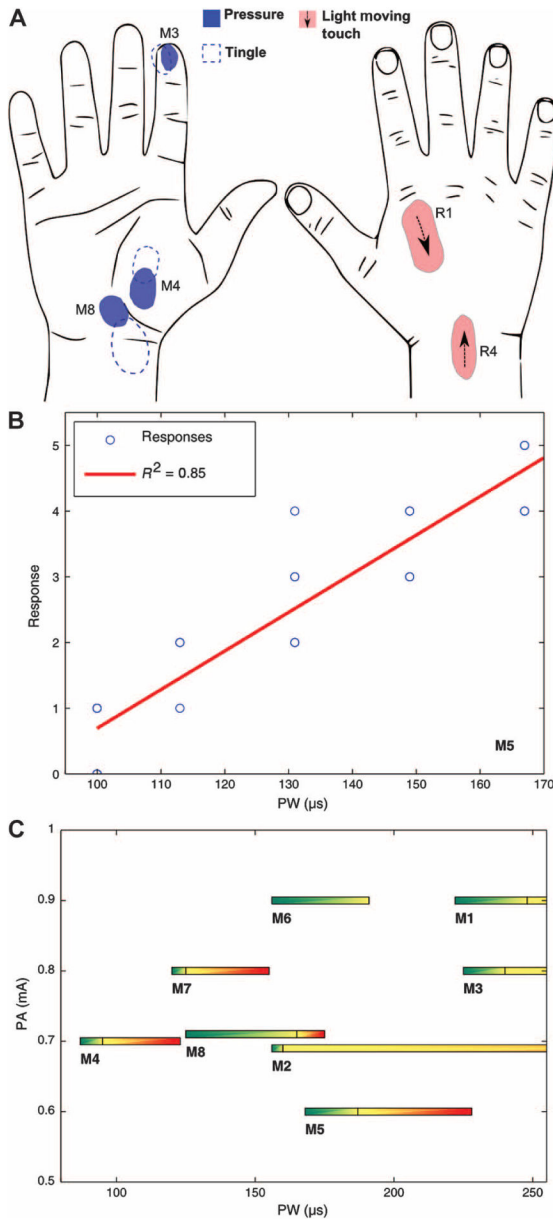 A
Pressure
Tingle
Light moving
touch
M3
M4
M8
R1
R4
B
5
4
3
2
1
0
Response
Responses
R² = 0.85
M5
100 110 120 130 140 150 160 170
PW (μs)
C
1
0.9
0.8
0.7
0.6
0.5
PA (mA)
M6
M1
M7
M3
M4
M8
M2
M5
100 150 200 250
PW (μs)